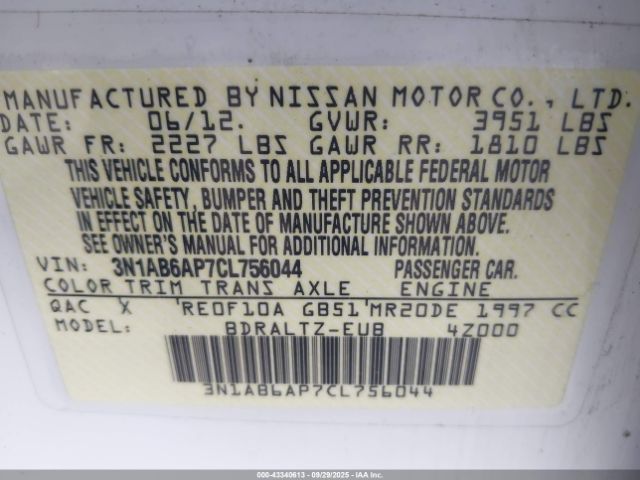 MANUFACTURED BY NISSAN MOTOR CO., LTD.
DATE: 06/12. GVWR: 3951 LBS
GAWR FR: 2227 LBS GAWR RR: 1810 LBS
THIS VEHICLE CONFORMS TO ALL APPLICABLE FEDERAL MOTOR
VEHICLE SAFETY, BUMPER AND THEFT PREVENTION STANDARDS
IN EFFECT ON THE DATE OF MANUFACTURE SHOWN ABOVE.
SEE OWNER'S MANUAL FOR ADDITIONAL INFORMATION.
VIN: 3N1AB6AP7CL756044 PASSENGER CAR.
COLOR TRIM TRANS AXLE ENGINE
QAC X 'RE0F10A GB51'MR20DE 1997 CC
MODEL: BDRALTZ-EUB 4Z000
3N1AB6AP7CL756044
000-43340613 - 09/29/2025 - IAAI, Inc.